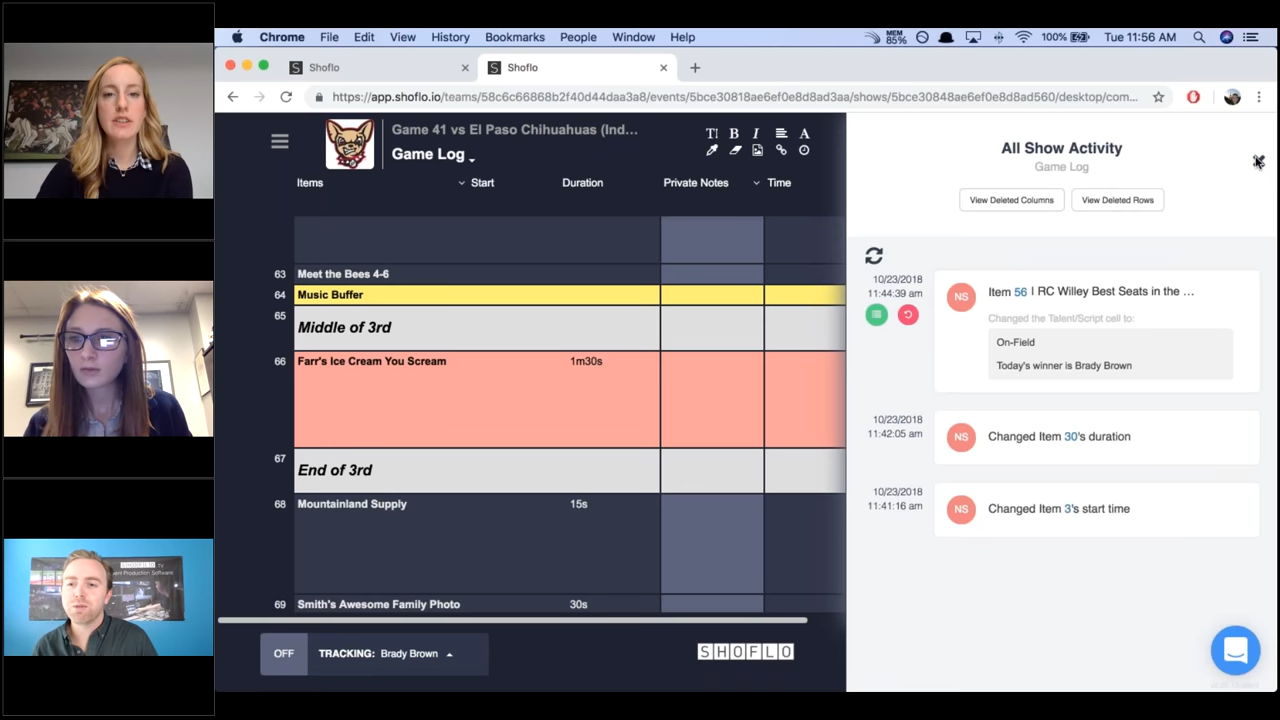 Chrome File Edit View History Bookmarks People Window Help MEM 85% 100% Tue 11:56 AM
Shoflo
Shoflo
https://app.shoflo.io/teams/58c6c66868b2f40d44daa3a8/events/5bce30818ae6ef0e8d8ad3aa/shows/5bce30848ae6ef0e8d8ad560/desktop/com...
Game 41 vs El Paso Chihuahuas (Ind...
Game Log
T I B I A
Items Start Duration Private Notes Time
63 Meet the Bees 4-6
64 Music Buffer
65 Middle of 3rd
66 Farr's Ice Cream You Scream 1m30s
67 End of 3rd
68 Mountainland Supply 15s
69 Smith's Awesome Family Photo 30s
OFF TRACKING: Brady Brown
SHOFLO
All Show Activity
Game Log
View Deleted Columns View Deleted Rows
10/23/2018
11:44:39 am
NS
Item 56 | RC Willey Best Seats in the ...
Changed the Talent/Script cell to:
On-Field
Today's winner is Brady Brown
10/23/2018
11:42:05 am
NS
Changed Item 30's duration
10/23/2018
11:41:16 am
NS
Changed Item 3's start time
SHOFLO